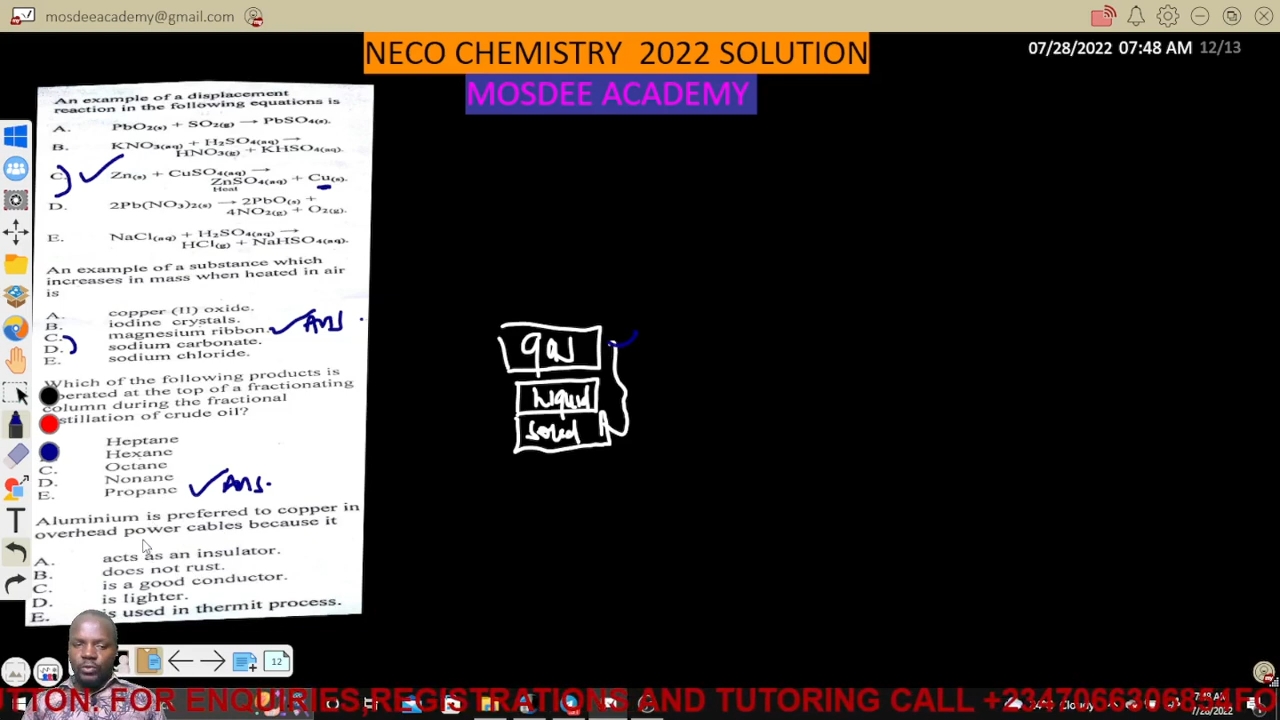 mosdeeacademy@gmail.com
NECO CHEMISTRY 2022 SOLUTION
MOSDEE ACADEMY
07/28/2022 07:48 AM 12/13
An example of a displacement
reaction in the following equations is
A. PbO₂(s) + SO₂(g) → PbSO₄(s).
B. KNO₃(aq) + H₂SO₄(aq) →
HNO₃(g) + KHSO₄(aq).
C. Zn(s) + CuSO₄(aq) →
ZnSO₄(aq) + Cu(s).
Heat
D. 2Pb(NO₃)₂(s) → 2PbO(s) +
4NO₂(g) + O₂(g).
E. NaCl(aq) + H₂SO₄(aq) →
HCl(g) + NaHSO₄(aq).
An example of a substance which
increases in mass when heated in air
is
A. copper (II) oxide.
B. iodine crystals.
C. magnesium ribbon. Ans.
D. sodium carbonate.
E. sodium chloride.
Which of the following products is
at the top of a fractionating
column during the fractional
of crude oil?
Heptane
Hexane
C. Octane
D. Nonane
E. Propane Ans.
Aluminium is preferred to copper in
overhead power cables because it
A. acts as an insulator.
B. does not rust.
C. is a good conductor.
D. is lighter.
E. is used in thermit process.
gas
liquid
solid
T
12
FOR ENQUIRIES,REGISTRATIONS AND TUTORING CALL
Cloudy
7/28/2022